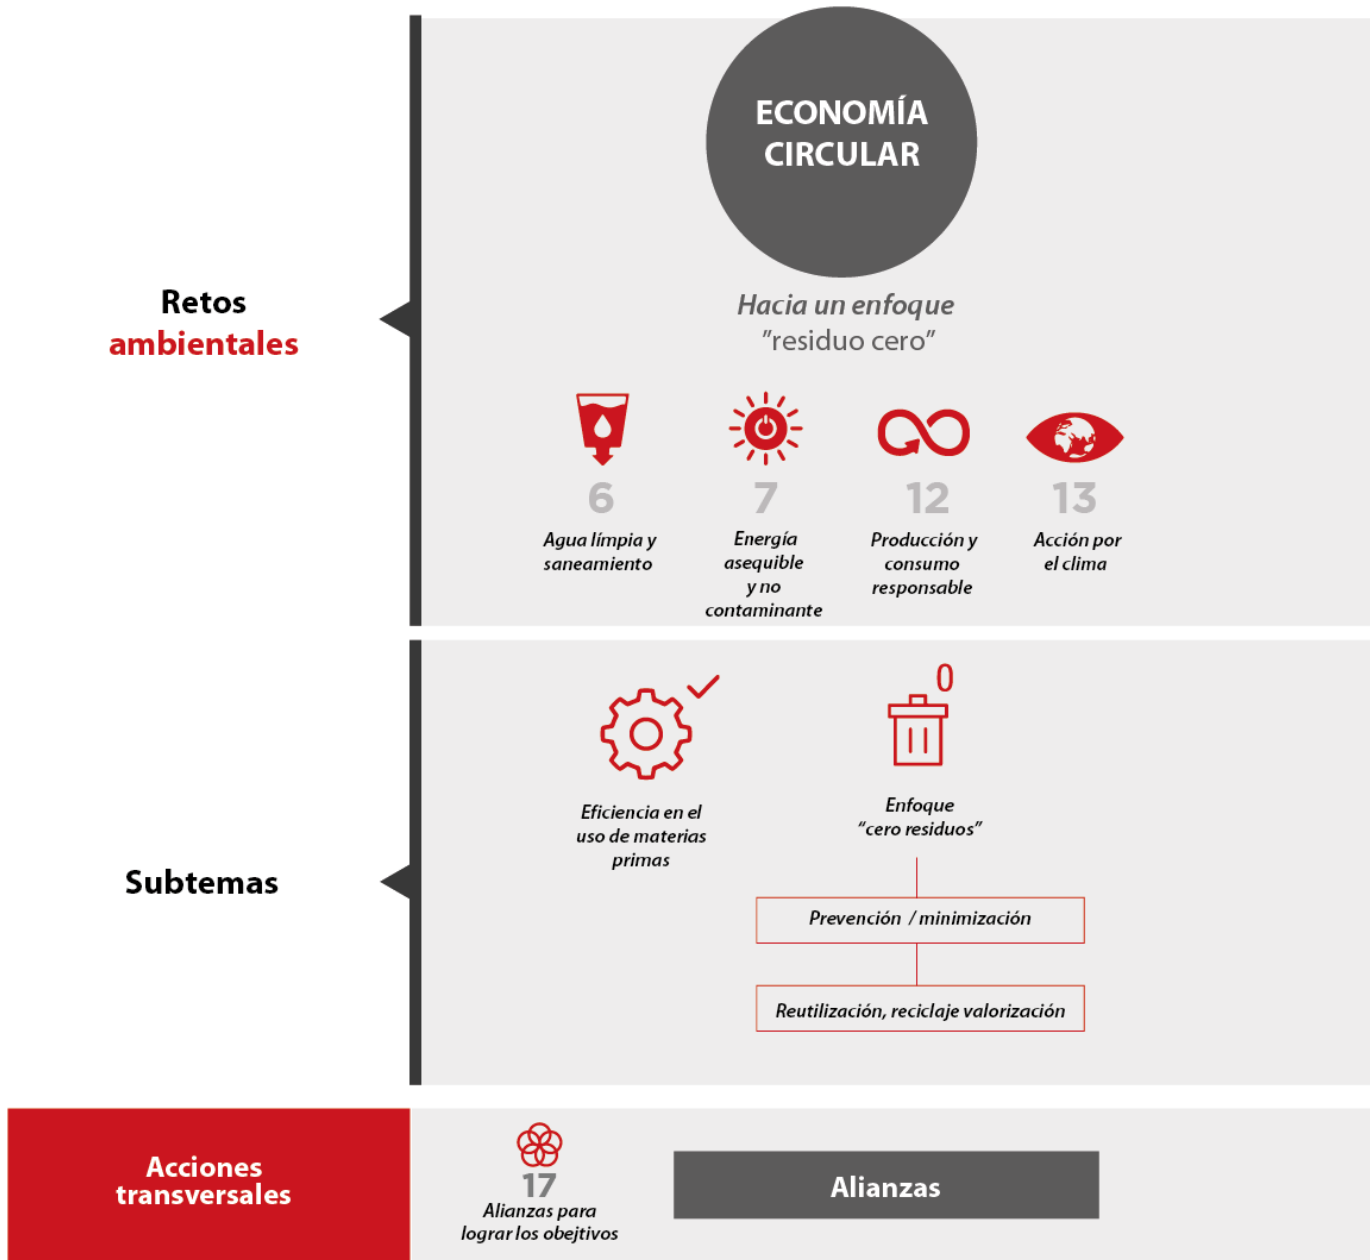 ECONOMÍA
CIRCULAR
Hacia un enfoque
"residuo cero"
Retos
ambientales
6
Agua límpia y
saneamiento
7
Energía
asequible
y no
contaminante
12
Producción y
consumo
responsable
13
Acción por
el clima
Subtemas
Eficiencia en el
uso de materias
primas
0
Enfoque
"cero residuos"
Prevención / minimización
Reutilización, reciclaje valorización
Acciones
transversales
17
Alianzas para
lograr los obejtivos
Alianzas